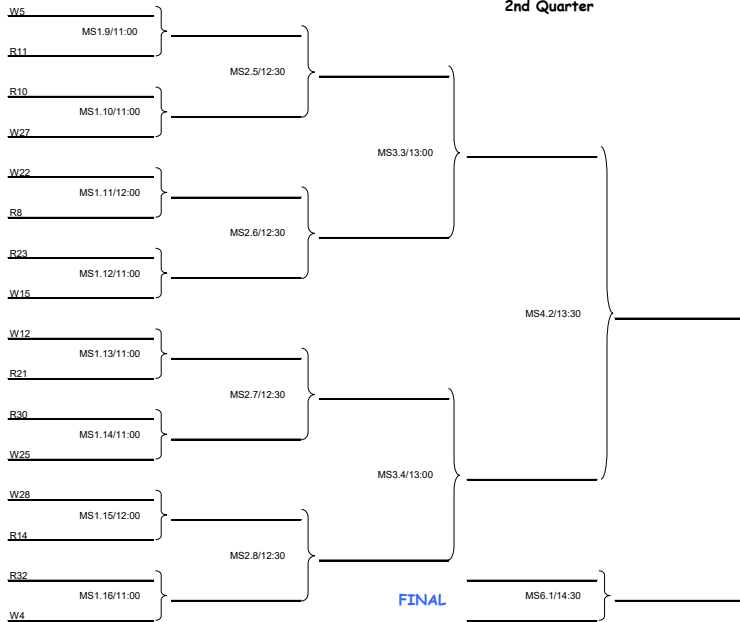 2nd Quarter
W5
MS1.9/11:00
R11
MS2.5/12:30
R10
MS1.10/11:00
W27
MS3.3/13:00
W22
MS1.11/12:00
R8
MS2.6/12:30
R23
MS1.12/11:00
W15
MS4.2/13:30
W12
MS1.13/11:00
R21
MS2.7/12:30
R30
MS1.14/11:00
W25
MS3.4/13:00
W28
MS1.15/12:00
R14
MS2.8/12:30
R32
MS1.16/11:00
W4
FINAL
MS6.1/14:30